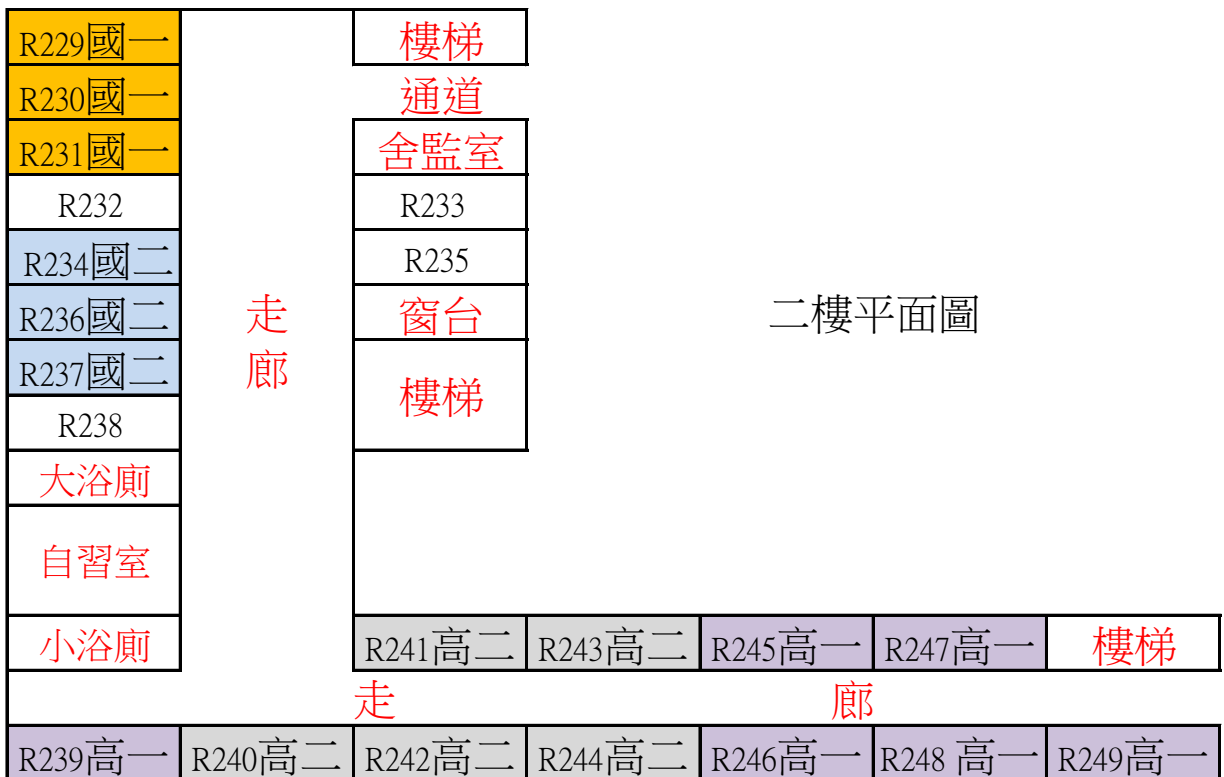 R229國一 樓梯
R230國一 通道
R231國一 舍監室
R232 R233
R234國二 R235
R236國二 走 窗台 二樓平面圖
R237國二 廊 樓梯
R238
大浴廁
自習室
小浴廁 R241高二 R243高二 R245高一 R247高一 樓梯
走 廊
R239高一 R240高二 R242高二 R244高二 R246高一 R248 高一 R249高一